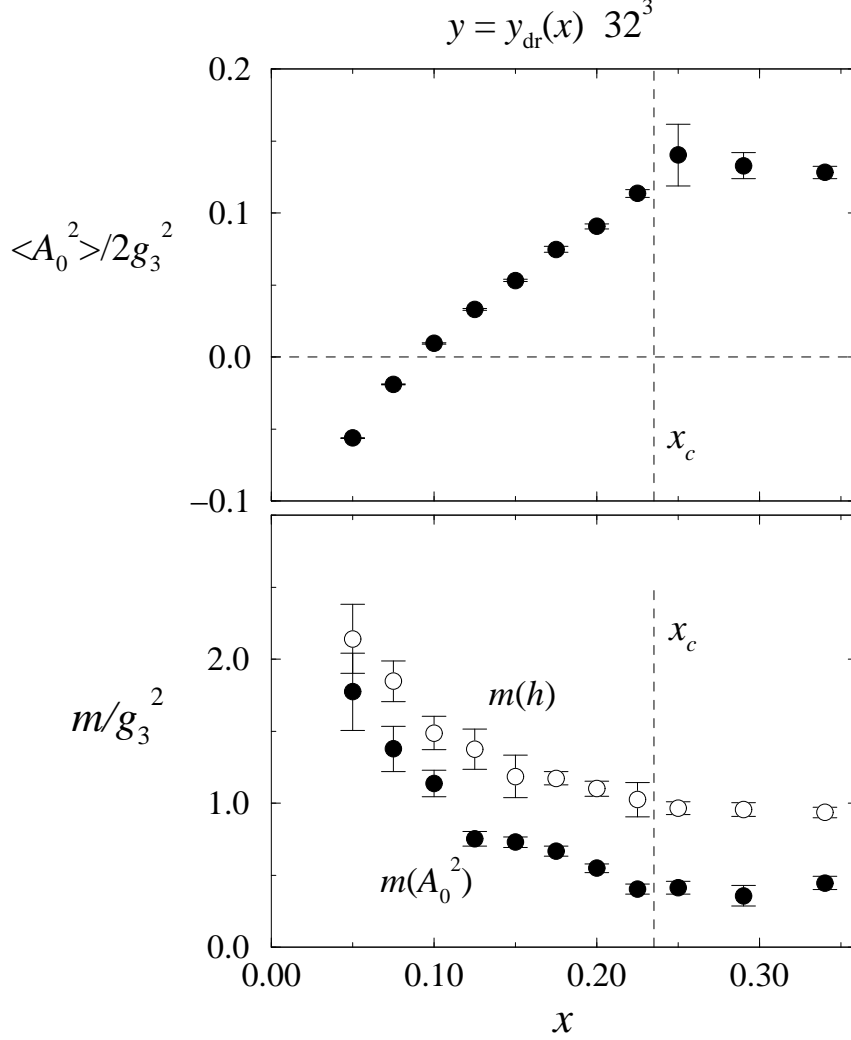 y = y_dr(x) 32^3
0.2
0.1
<A_0^2>/2g_3^2
0.0
x_c
−0.1
x_c
2.0
m(h)
m/g_3^2
1.0
m(A_0^2)
0.0
0.00 0.10 0.20 0.30
x